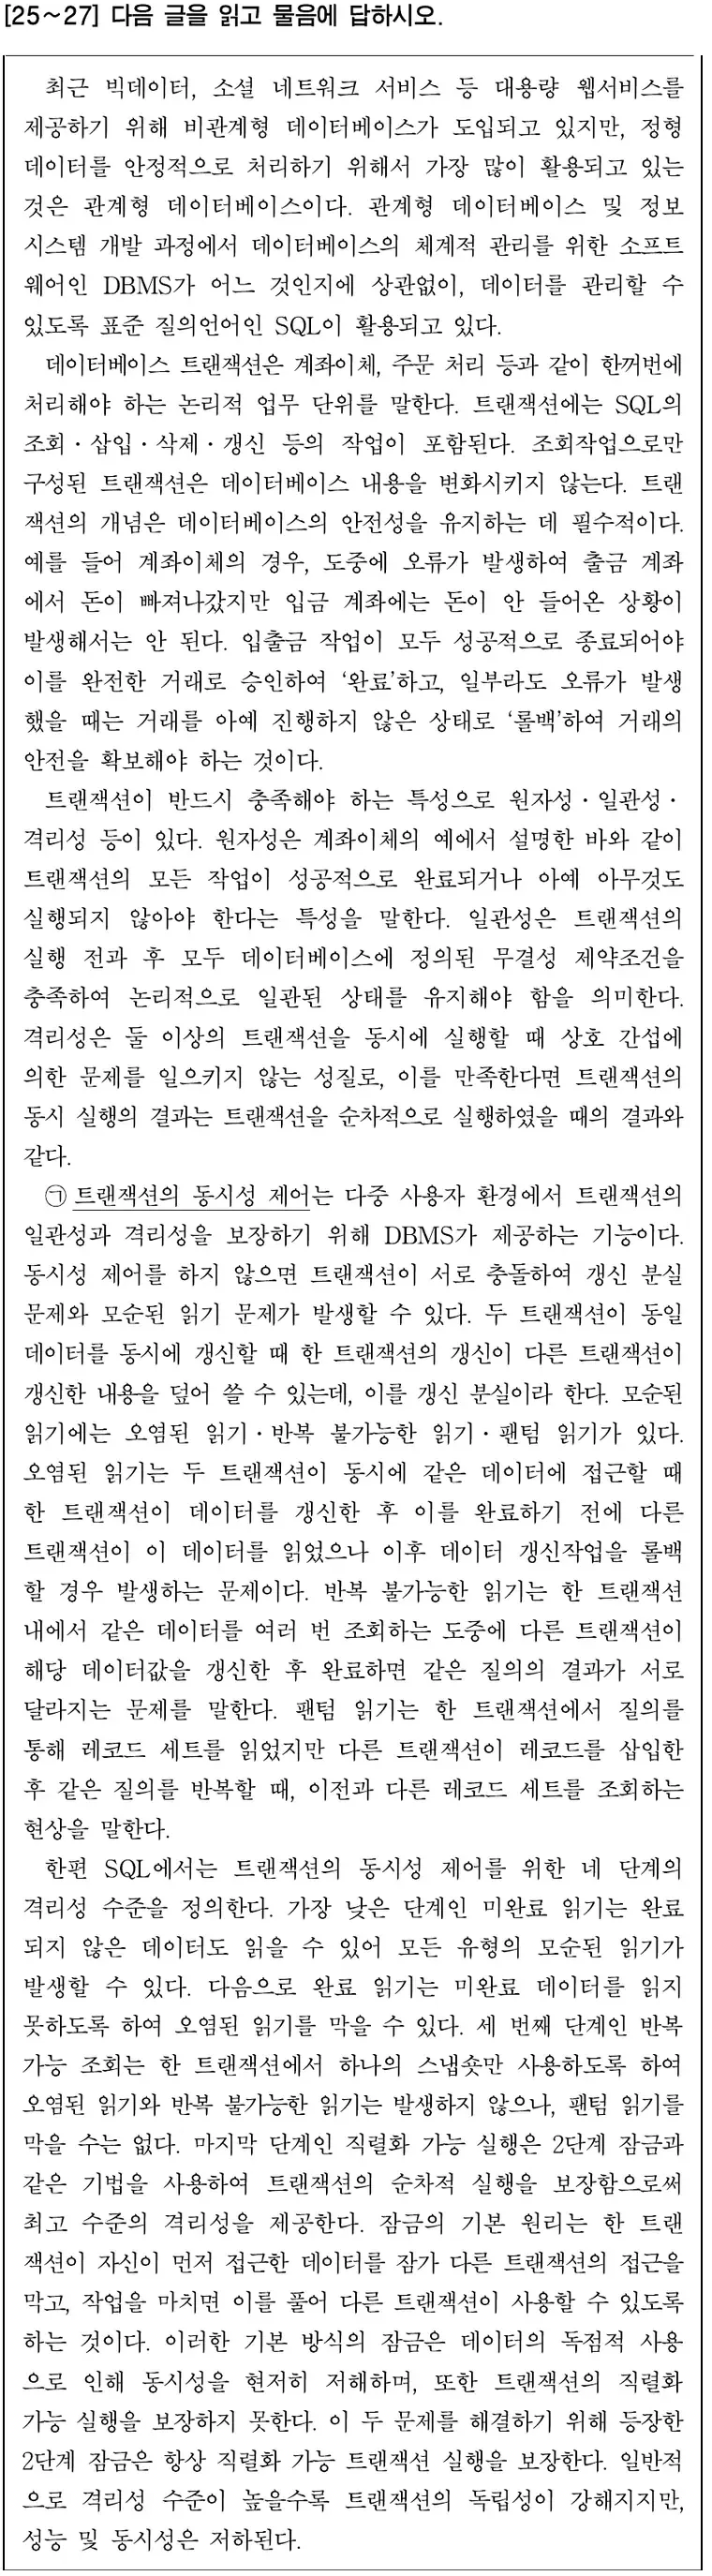 [25～27] 다음 글을 읽고 물음에 답하시오.
최근 빅데이터, 소셜 네트워크 서비스 등 대용량 웹서비스를
제공하기 위해 비관계형 데이터베이스가 도입되고 있지만, 정형
데이터를 안정적으로 처리하기 위해서 가장 많이 활용되고 있는
것은 관계형 데이터베이스이다. 관계형 데이터베이스 및 정보
시스템 개발 과정에서 데이터베이스의 체계적 관리를 위한 소프트
웨어인 DBMS가 어느 것인지에 상관없이, 데이터를 관리할 수
있도록 표준 질의언어인 SQL이 활용되고 있다.
데이터베이스 트랜잭션은 계좌이체, 주문 처리 등과 같이 한꺼번에
처리해야 하는 논리적 업무 단위를 말한다. 트랜잭션에는 SQL의
조회·삽입·삭제·갱신 등의 작업이 포함된다. 조회작업으로만
구성된 트랜잭션은 데이터베이스 내용을 변화시키지 않는다. 트랜
잭션의 개념은 데이터베이스의 안전성을 유지하는 데 필수적이다.
예를 들어 계좌이체의 경우, 도중에 오류가 발생하여 출금 계좌
에서 돈이 빠져나갔지만 입금 계좌에는 돈이 안 들어온 상황이
발생해서는 안 된다. 입출금 작업이 모두 성공적으로 종료되어야
이를 완전한 거래로 승인하여 ‘완료’하고, 일부라도 오류가 발생
했을 때는 거래를 아예 진행하지 않은 상태로 ‘롤백’하여 거래의
안전을 확보해야 하는 것이다.
트랜잭션이 반드시 충족해야 하는 특성으로 원자성·일관성·
격리성 등이 있다. 원자성은 계좌이체의 예에서 설명한 바와 같이
트랜잭션의 모든 작업이 성공적으로 완료되거나 아예 아무것도
실행되지 않아야 한다는 특성을 말한다. 일관성은 트랜잭션의
실행 전과 후 모두 데이터베이스에 정의된 무결성 제약조건을
충족하여 논리적으로 일관된 상태를 유지해야 함을 의미한다.
격리성은 둘 이상의 트랜잭션을 동시에 실행할 때 상호 간섭에
의한 문제를 일으키지 않는 성질로, 이를 만족한다면 트랜잭션의
동시 실행의 결과는 트랜잭션을 순차적으로 실행하였을 때의 결과와
같다.
㉠ 트랜잭션의 동시성 제어는 다중 사용자 환경에서 트랜잭션의
일관성과 격리성을 보장하기 위해 DBMS가 제공하는 기능이다.
동시성 제어를 하지 않으면 트랜잭션이 서로 충돌하여 갱신 분실
문제와 모순된 읽기 문제가 발생할 수 있다. 두 트랜잭션이 동일
데이터를 동시에 갱신할 때 한 트랜잭션의 갱신이 다른 트랜잭션이
갱신한 내용을 덮어 쓸 수 있는데, 이를 갱신 분실이라 한다. 모순된
읽기에는 오염된 읽기·반복 불가능한 읽기·팬텀 읽기가 있다.
오염된 읽기는 두 트랜잭션이 동시에 같은 데이터에 접근할 때
한 트랜잭션이 데이터를 갱신한 후 이를 완료하기 전에 다른
트랜잭션이 이 데이터를 읽었으나 이후 데이터 갱신작업을 롤백
할 경우 발생하는 문제이다. 반복 불가능한 읽기는 한 트랜잭션
내에서 같은 데이터를 여러 번 조회하는 도중에 다른 트랜잭션이
해당 데이터값을 갱신한 후 완료하면 같은 질의의 결과가 서로
달라지는 문제를 말한다. 팬텀 읽기는 한 트랜잭션에서 질의를
통해 레코드 세트를 읽었지만 다른 트랜잭션이 레코드를 삽입한
후 같은 질의를 반복할 때, 이전과 다른 레코드 세트를 조회하는
현상을 말한다.
한편 SQL에서는 트랜잭션의 동시성 제어를 위한 네 단계의
격리성 수준을 정의한다. 가장 낮은 단계인 미완료 읽기는 완료
되지 않은 데이터도 읽을 수 있어 모든 유형의 모순된 읽기가
발생할 수 있다. 다음으로 완료 읽기는 미완료 데이터를 읽지
못하도록 하여 오염된 읽기를 막을 수 있다. 세 번째 단계인 반복
가능 조회는 한 트랜잭션에서 하나의 스냅숏만 사용하도록 하여
오염된 읽기와 반복 불가능한 읽기는 발생하지 않으나, 팬텀 읽기를
막을 수는 없다. 마지막 단계인 직렬화 가능 실행은 2단계 잠금과
같은 기법을 사용하여 트랜잭션의 순차적 실행을 보장함으로써
최고 수준의 격리성을 제공한다. 잠금의 기본 원리는 한 트랜
잭션이 자신이 먼저 접근한 데이터를 잠가 다른 트랜잭션의 접근을
막고, 작업을 마치면 이를 풀어 다른 트랜잭션이 사용할 수 있도록
하는 것이다. 이러한 기본 방식의 잠금은 데이터의 독점적 사용
으로 인해 동시성을 현저히 저해하며, 또한 트랜잭션의 직렬화
가능 실행을 보장하지 못한다. 이 두 문제를 해결하기 위해 등장한
2단계 잠금은 항상 직렬화 가능 트랜잭션 실행을 보장한다. 일반적
으로 격리성 수준이 높을수록 트랜잭션의 독립성이 강해지지만,
성능 및 동시성은 저하된다.